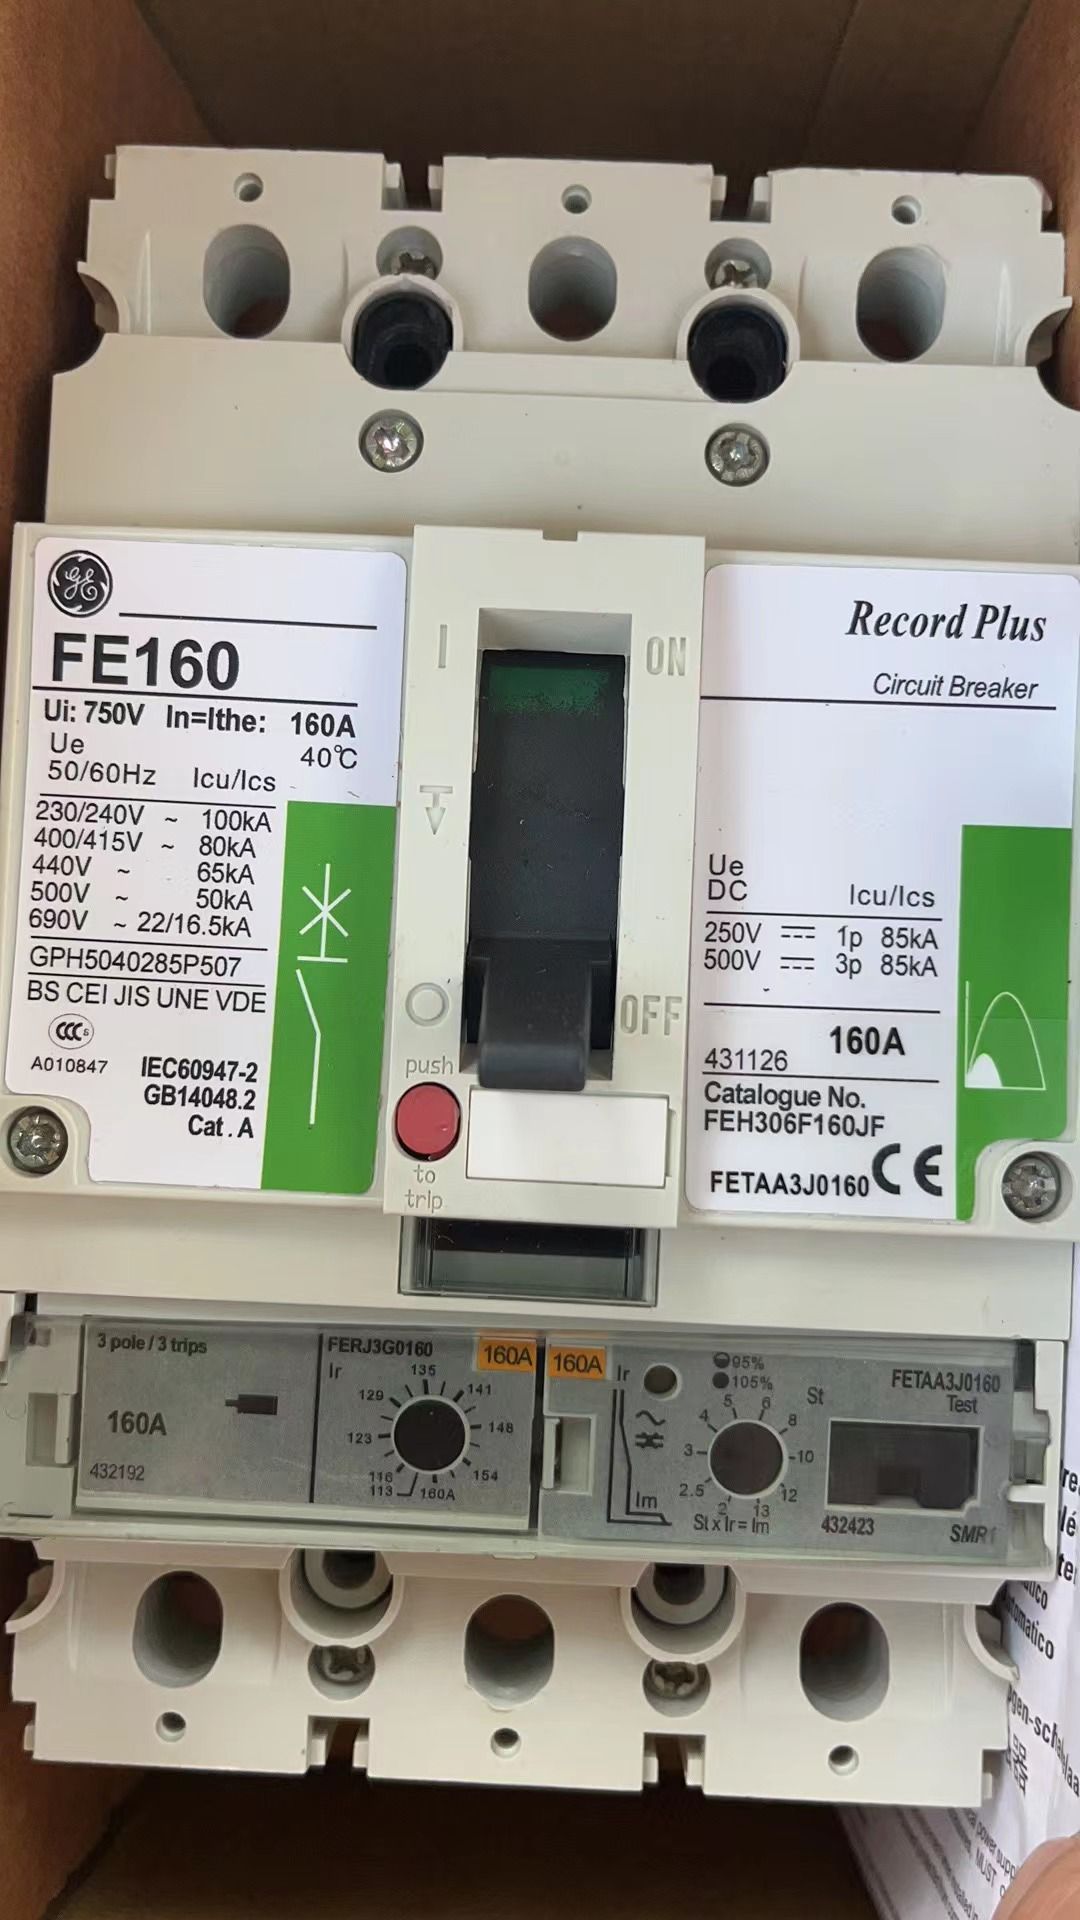 GE
FE160
Ui: 750V In=Ithe: 160A
Ue 40℃
50/60Hz Icu/Ics
230/240V ~ 100kA
400/415V ~ 80kA
440V ~ 65kA
500V ~ 50kA
690V ~ 22/16.5kA
GPH5040285P507
BS CEI JIS UNE VDE
CCC S
A010847 IEC60947-2
GB14048.2
Cat. A
I ON
OFF
push
to
trip
Record Plus
Circuit Breaker
Ue
DC Icu/Ics
250V 1p 85kA
500V 3p 85kA
431126 160A
Catalogue No.
FEH306F160JF
FETAA3J0160 CE
3 pole / 3 trips
160A
432192
FERJ3G0160 160A
Ir
135
129 141
123 148
116 154
113 160A
160A Ir 95%
105%
FETAA3J0160
Test
St
5 6
4 8
3 10
2.5 12
2 13
Im
St x Ir = Im
432423
SMR1